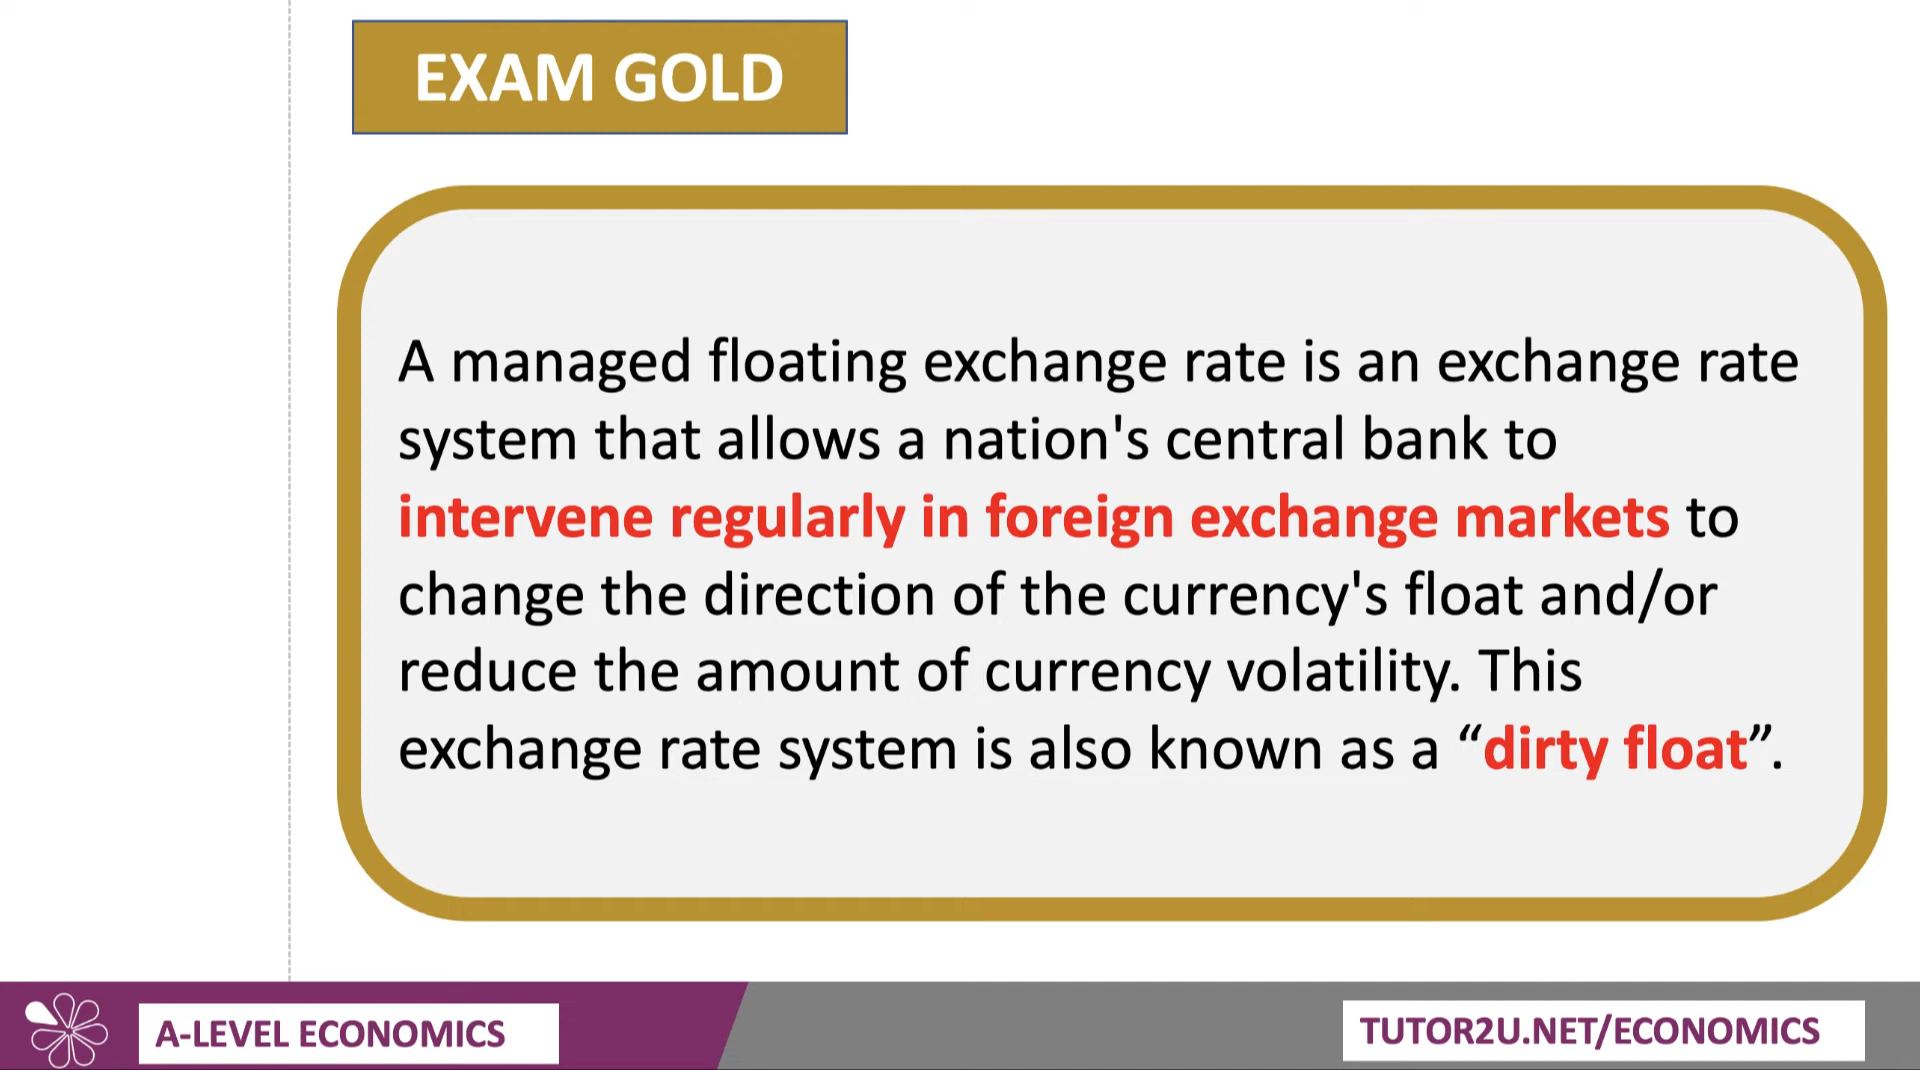 EXAM GOLD
A managed floating exchange rate is an exchange rate
system that allows a nation's central bank to
intervene regularly in foreign exchange markets to
change the direction of the currency's float and/or
reduce the amount of currency volatility. This
exchange rate system is also known as a “dirty float”.
A-LEVEL ECONOMICS
TUTOR2U.NET/ECONOMICS